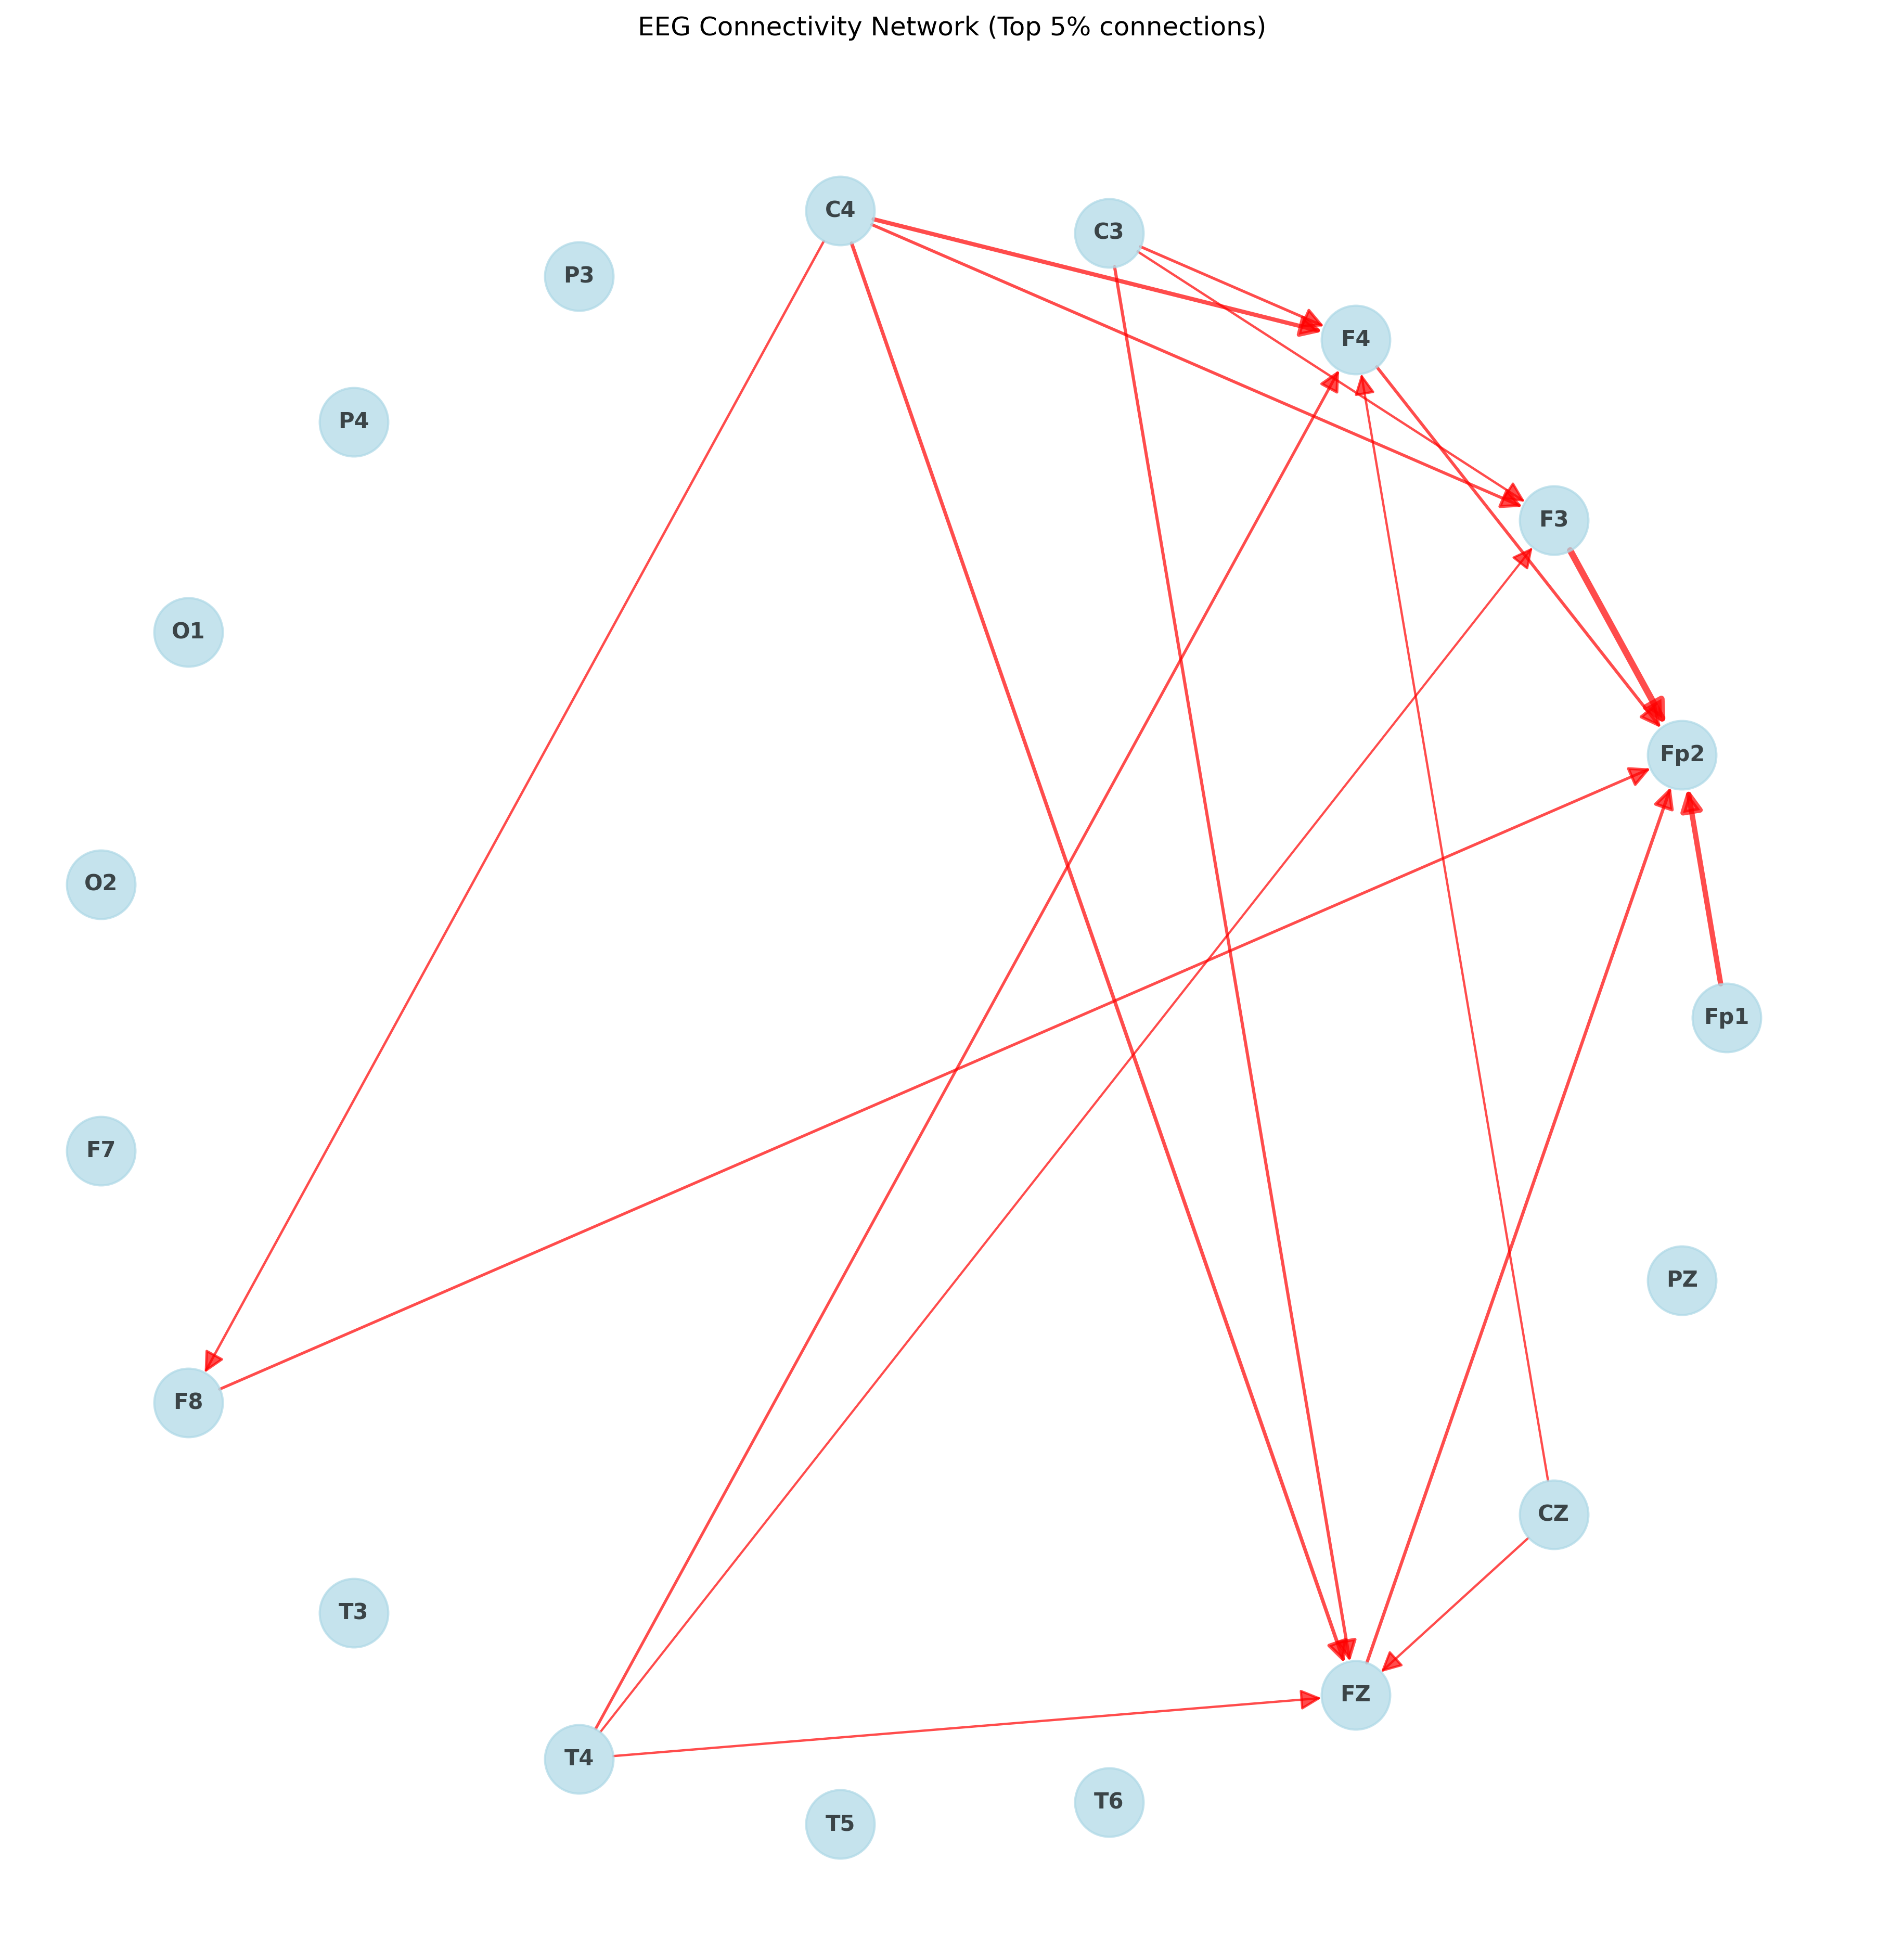 EEG Connectivity Network (Top 5% connections)
C4
C3
P3
F4
P4
F3
O1
Fp2
O2
Fp1
F7
PZ
F8
CZ
T3
FZ
T4
T6
T5